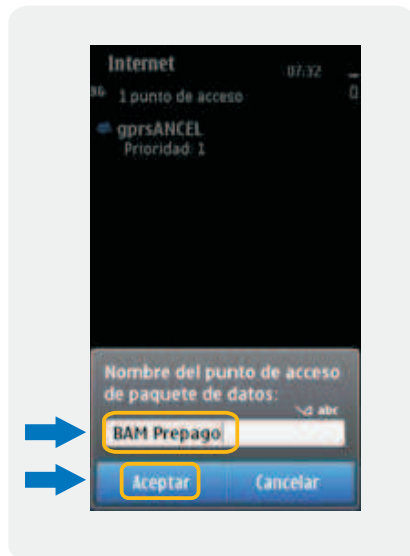 Internet
07:32
3G
1 punto de acceso
gprsANCEL
Prioridad: 1
Nombre del punto de acceso
de paquete de datos:
abc
BAM Prepago
Aceptar Cancelar